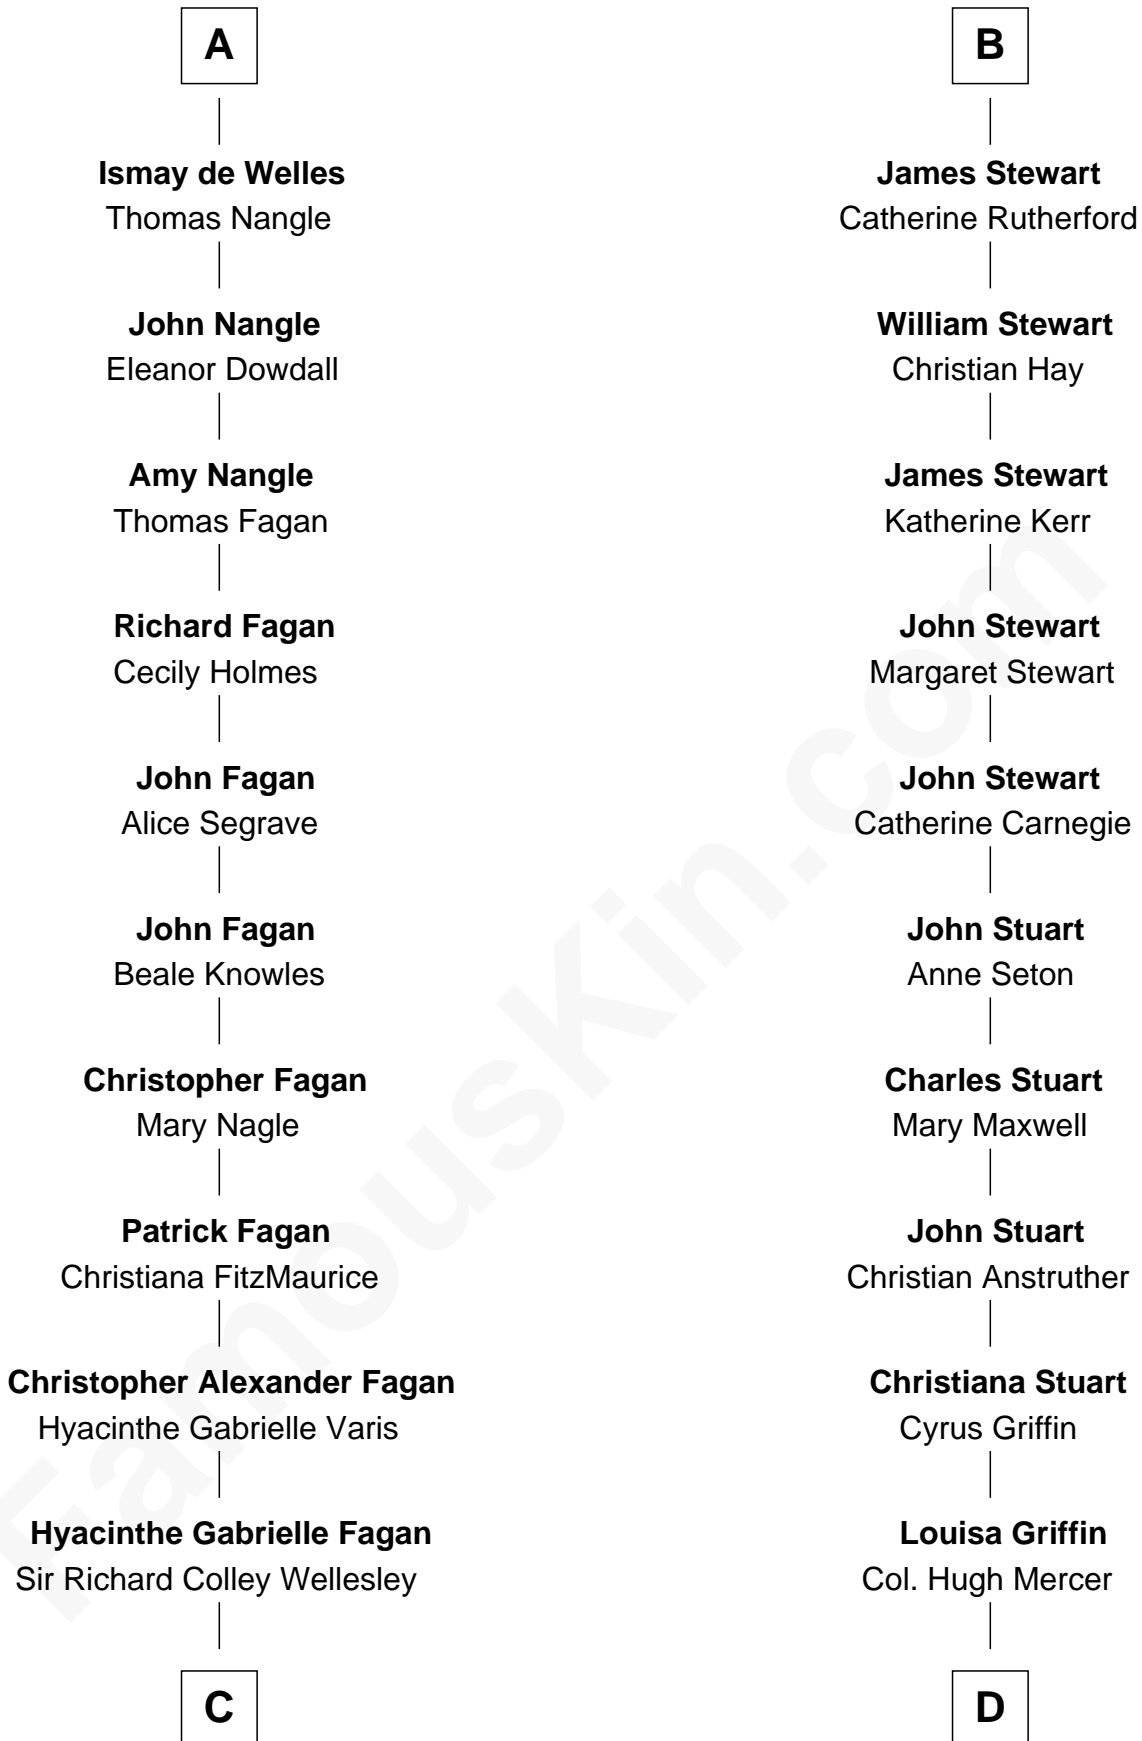 A
Ismay de Welles
Thomas Nangle
John Nangle
Eleanor Dowdall
Amy Nangle
Thomas Fagan
Richard Fagan
Cecily Holmes
John Fagan
Alice Segrave
John Fagan
Beale Knowles
Christopher Fagan
Mary Nagle
Patrick Fagan
Christiana FitzMaurice
Christopher Alexander Fagan
Hyacinthe Gabrielle Varis
Hyacinthe Gabrielle Fagan
Sir Richard Colley Wellesley
C
B
James Stewart
Catherine Rutherford
William Stewart
Christian Hay
James Stewart
Katherine Kerr
John Stewart
Margaret Stewart
John Stewart
Catherine Carnegie
John Stuart
Anne Seton
Charles Stuart
Mary Maxwell
John Stuart
Christian Anstruther
Christiana Stuart
Cyrus Griffin
Louisa Griffin
Col. Hugh Mercer
D
FamousKin.com